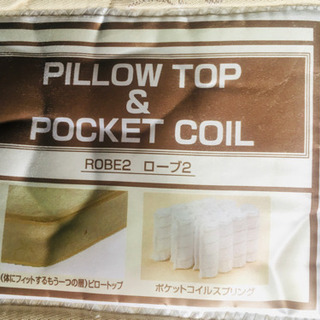 PILLOW TOP
&
POCKET COIL
ROBE2 ローブ2
(体にフィットするもう一つの層)ピロートップ
ポケットコイルスプリング